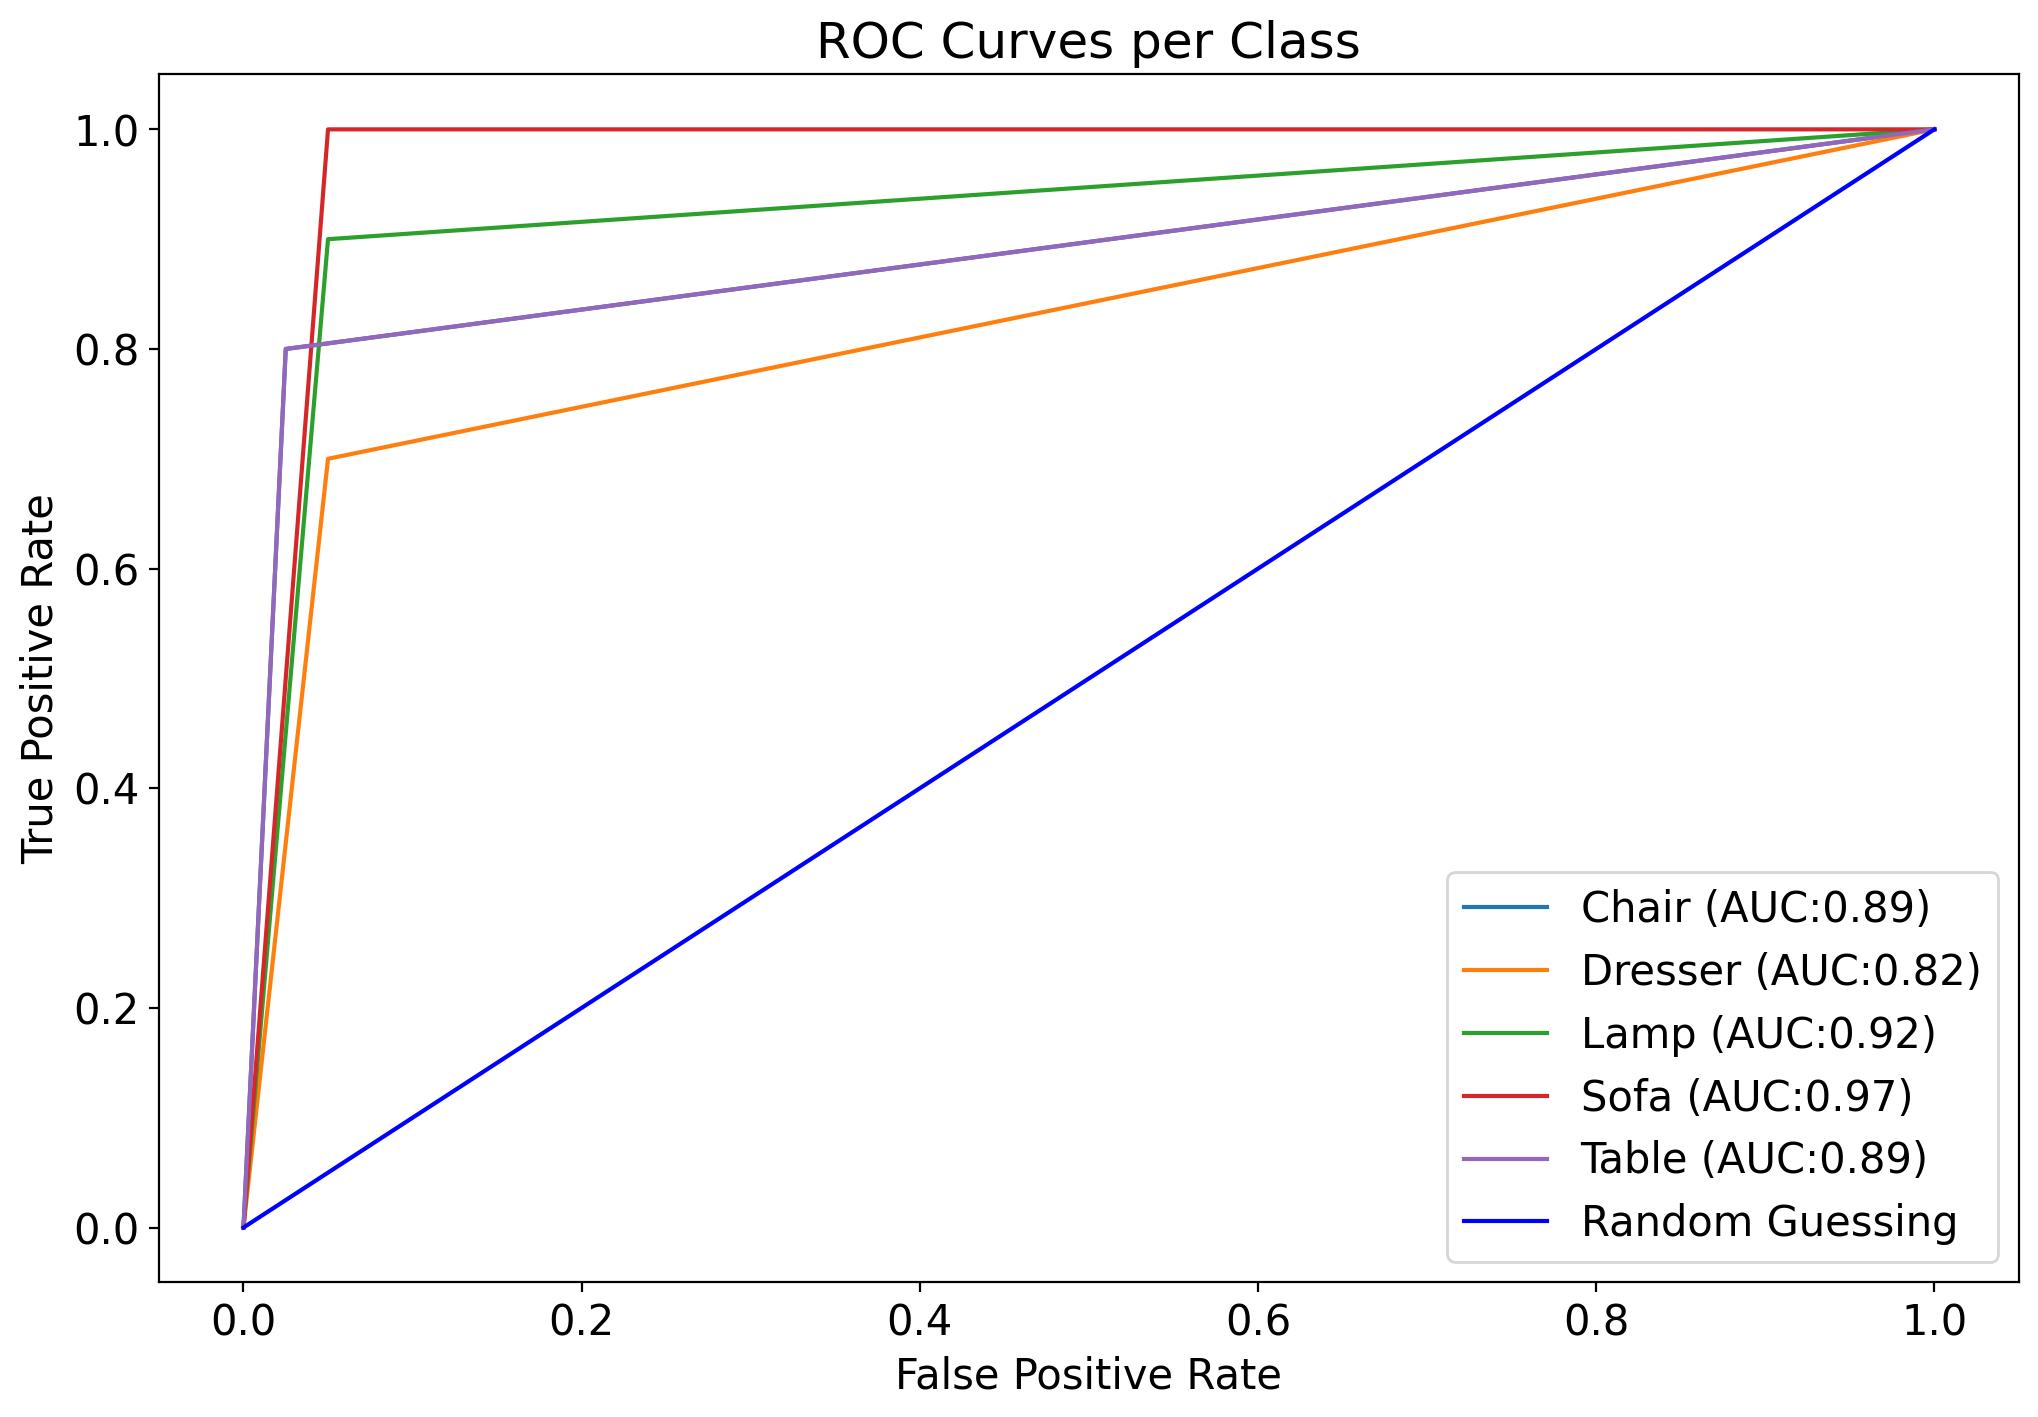 ROC Curves per Class
1.0
0.8
0.6
0.4
0.2
0.0
True Positive Rate
Chair (AUC:0.89)
Dresser (AUC:0.82)
Lamp (AUC:0.92)
Sofa (AUC:0.97)
Table (AUC:0.89)
Random Guessing
0.0 0.2 0.4 0.6 0.8 1.0
False Positive Rate